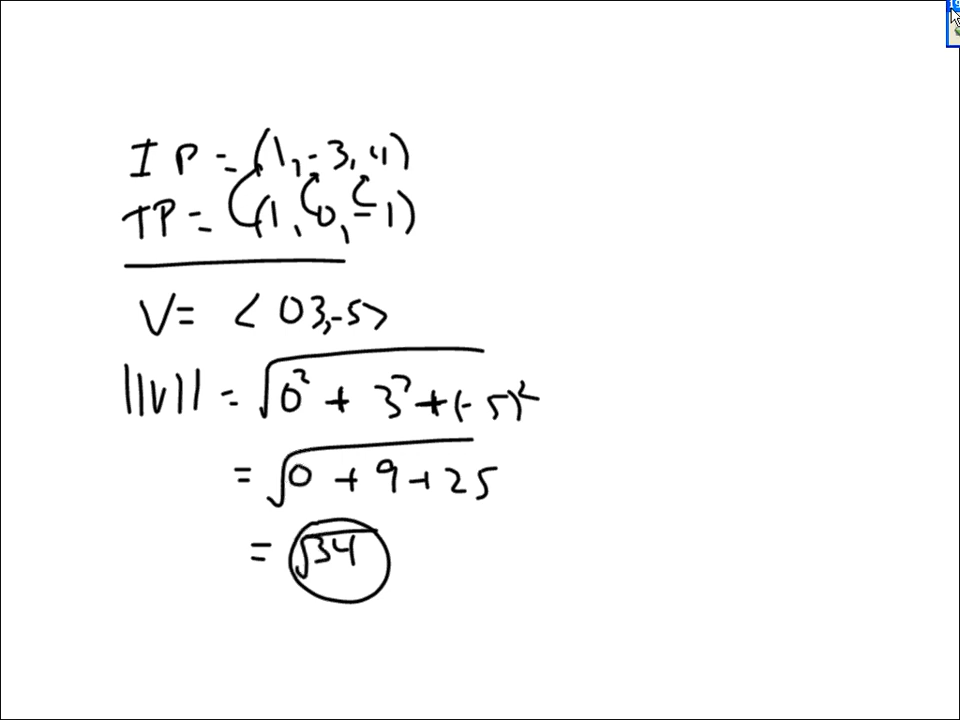 IP = (1, -3, 4)
TP = (1, 0, -1)
V = < 0 3, -5>
||V|| = √0² + 3² + (-5)²
= √0 + 9 + 25
= √34